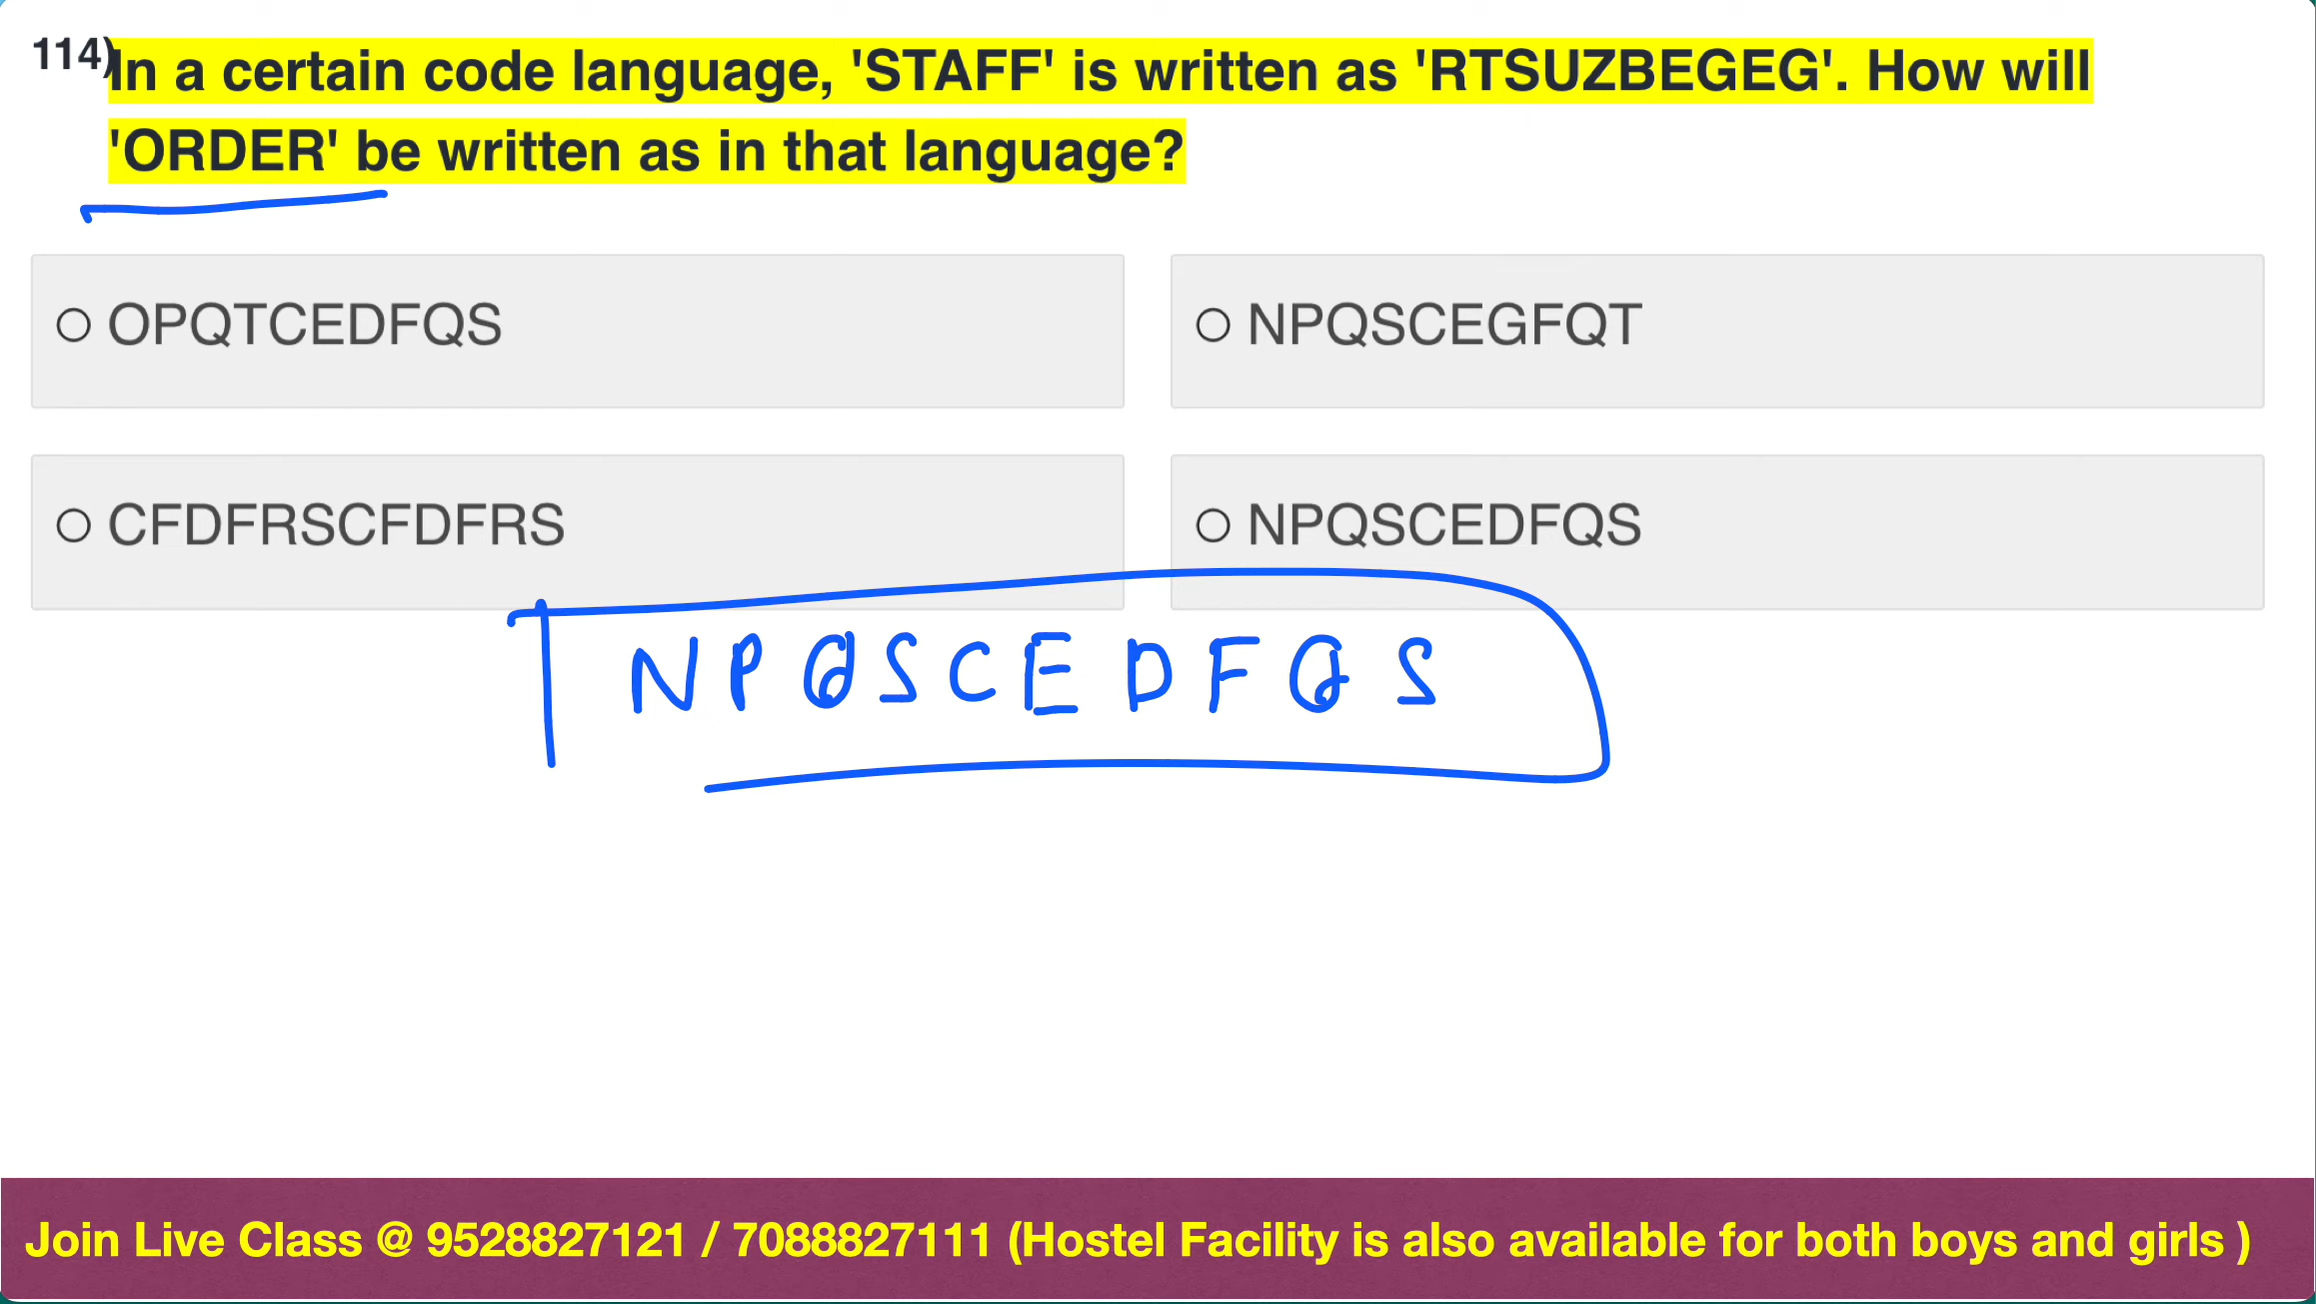 114) In a certain code language, 'STAFF' is written as 'RTSUZBEGEG'. How will
'ORDER' be written as in that language?
OPQTCEDFQS
NPQSCEGFQT
CFDFRSCFDFRS
NPQSCEDFQS
NPQSCEDFQS
Join Live Class @ 9528827121 / 7088827111 (Hostel Facility is also available for both boys and girls )